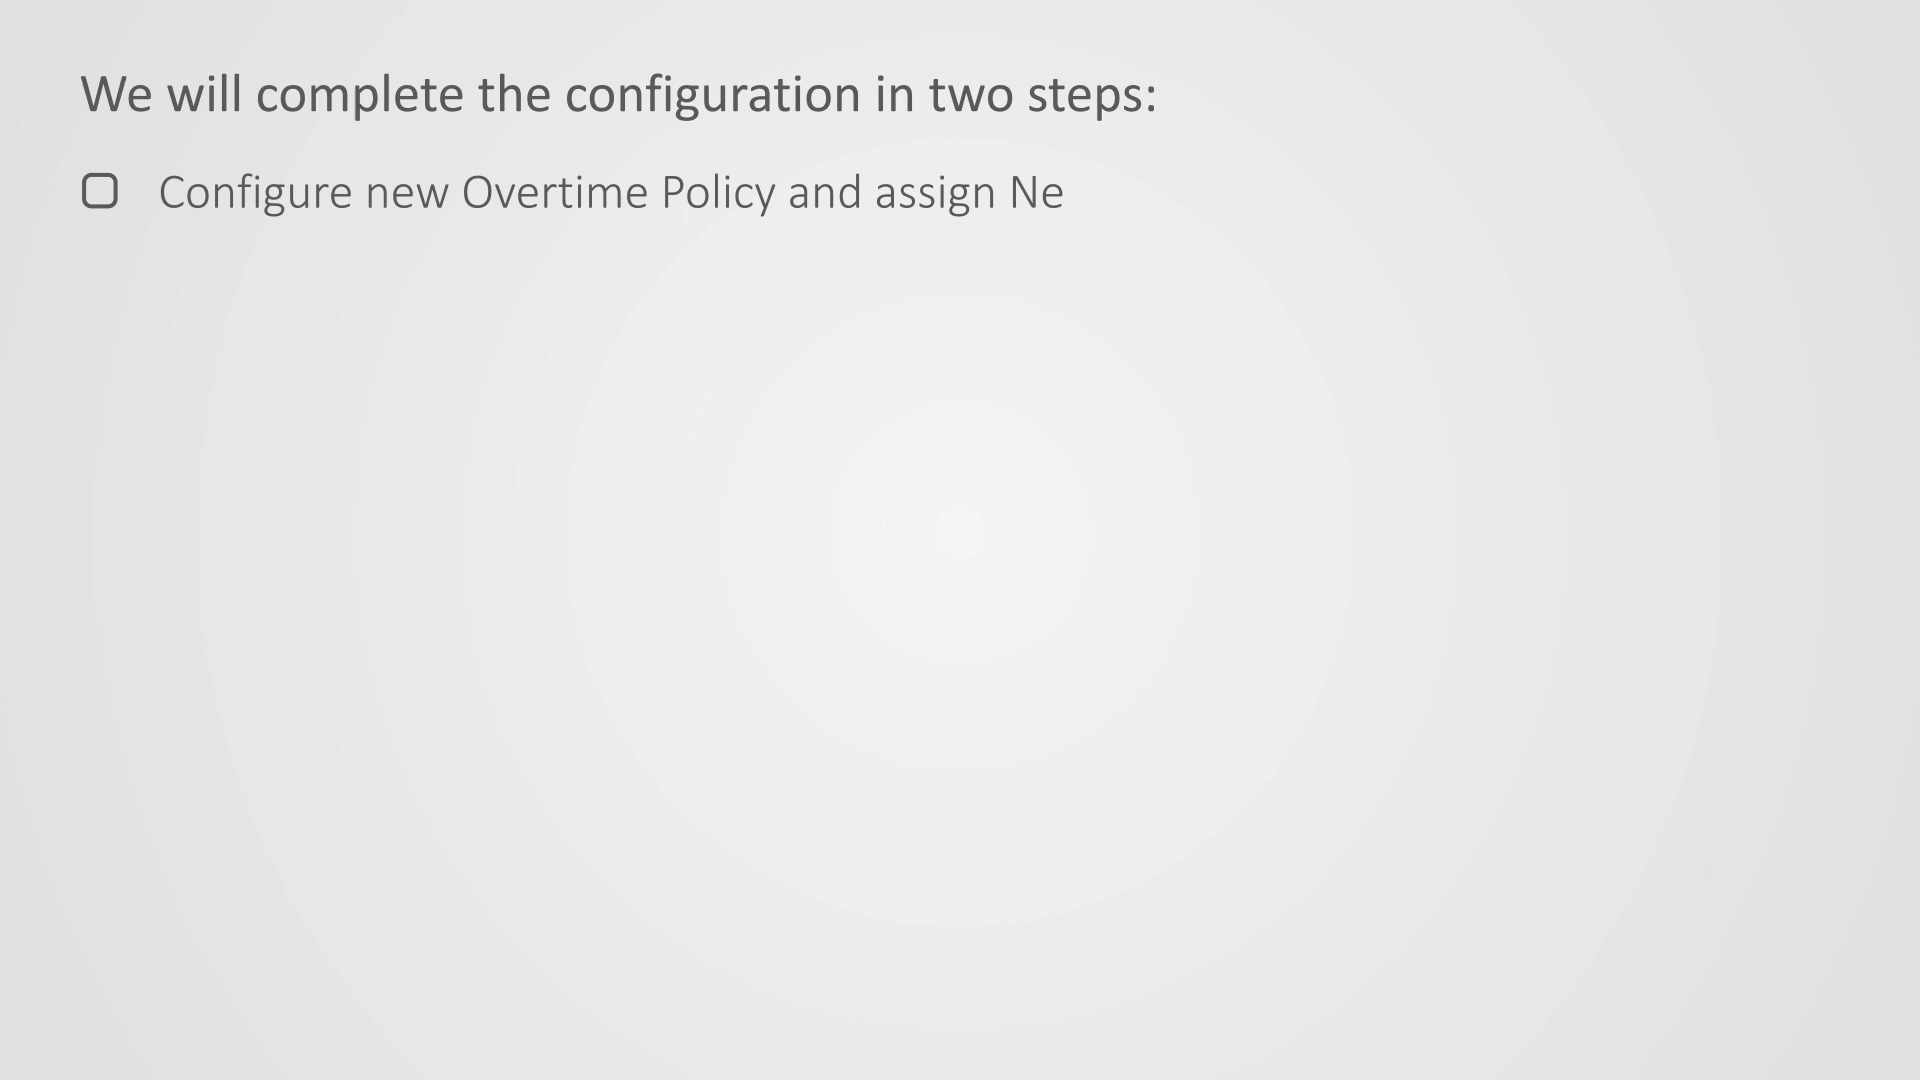 We will complete the configuration in two steps:
Configure new Overtime Policy and assign Ne